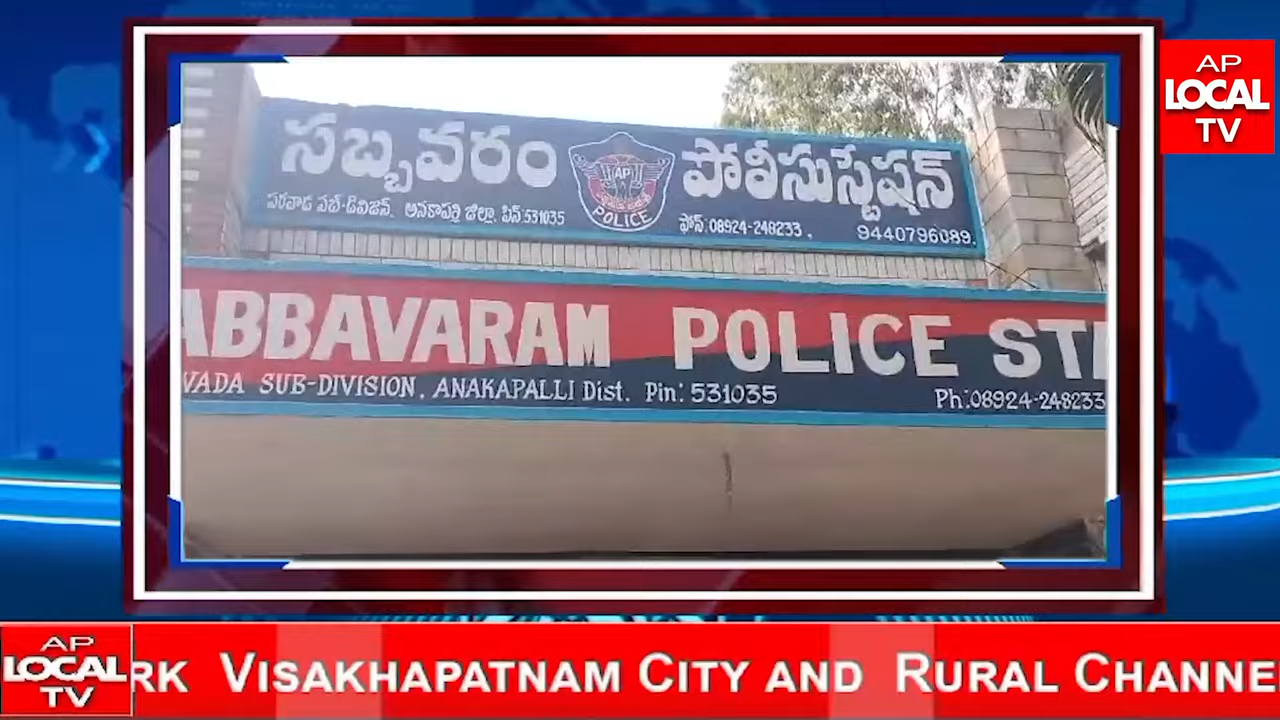 AP
LOCAL
TV
సబ్బవరం
పోలీసుస్టేషన్
AP
POLICE
పరవాడ సబ్-డివిజన్, అనకాపల్లి జిల్లా, పిన్:531035
ఫోన్:08924-248233,
9440796089.
ABBAVARAM POLICE STA
VADA SUB-DIVISION, ANAKAPALLI Dist. Pin: 531035
Ph:08924-248233
AP
LOCAL
TV
RK VISAKHAPATNAM CITY AND RURAL CHANNE